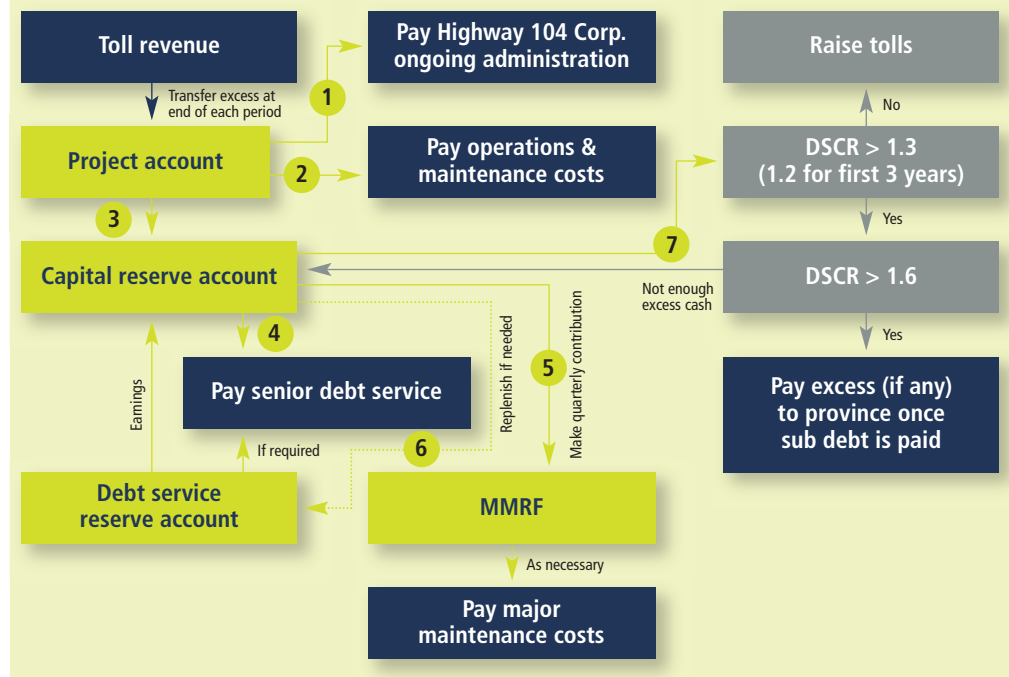 Toll revenue
Transfer excess at
end of each period
1
Pay Highway 104 Corp.
ongoing administration
Raise tolls
No
Project account
2
Pay operations &
maintenance costs
DSCR > 1.3
(1.2 for first 3 years)
3
7
Yes
Capital reserve account
Not enough
excess cash
DSCR > 1.6
4
Replenish if needed
5
Make quarterly contribution
Yes
Earnings
Pay senior debt service
Pay excess (if any)
to province once
sub debt is paid
If required
6
Debt service
reserve account
MMRF
As necessary
Pay major
maintenance costs